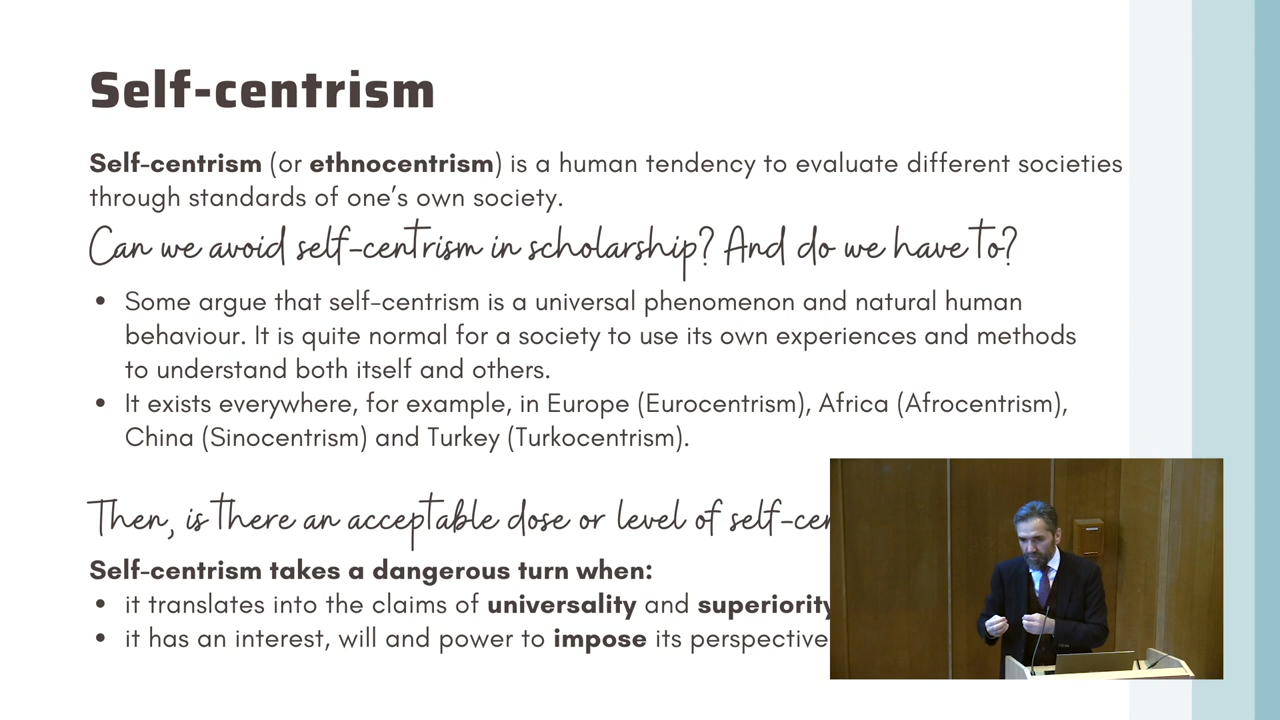 Self-centrism
Self-centrism (or ethnocentrism) is a human tendency to evaluate different societies
through standards of one's own society.
Can we avoid self-centrism in scholarship? And do we have to?
• Some argue that self-centrism is a universal phenomenon and natural human
behaviour. It is quite normal for a society to use its own experiences and methods
to understand both itself and others.
• It exists everywhere, for example, in Europe (Eurocentrism), Africa (Afrocentrism),
China (Sinocentrism) and Turkey (Turkocentrism).
Then, is there an acceptable dose or level of
Self-centrism takes a dangerous turn when:
• it translates into the claims of universality and superiority
• it has an interest, will and power to impose its perspective